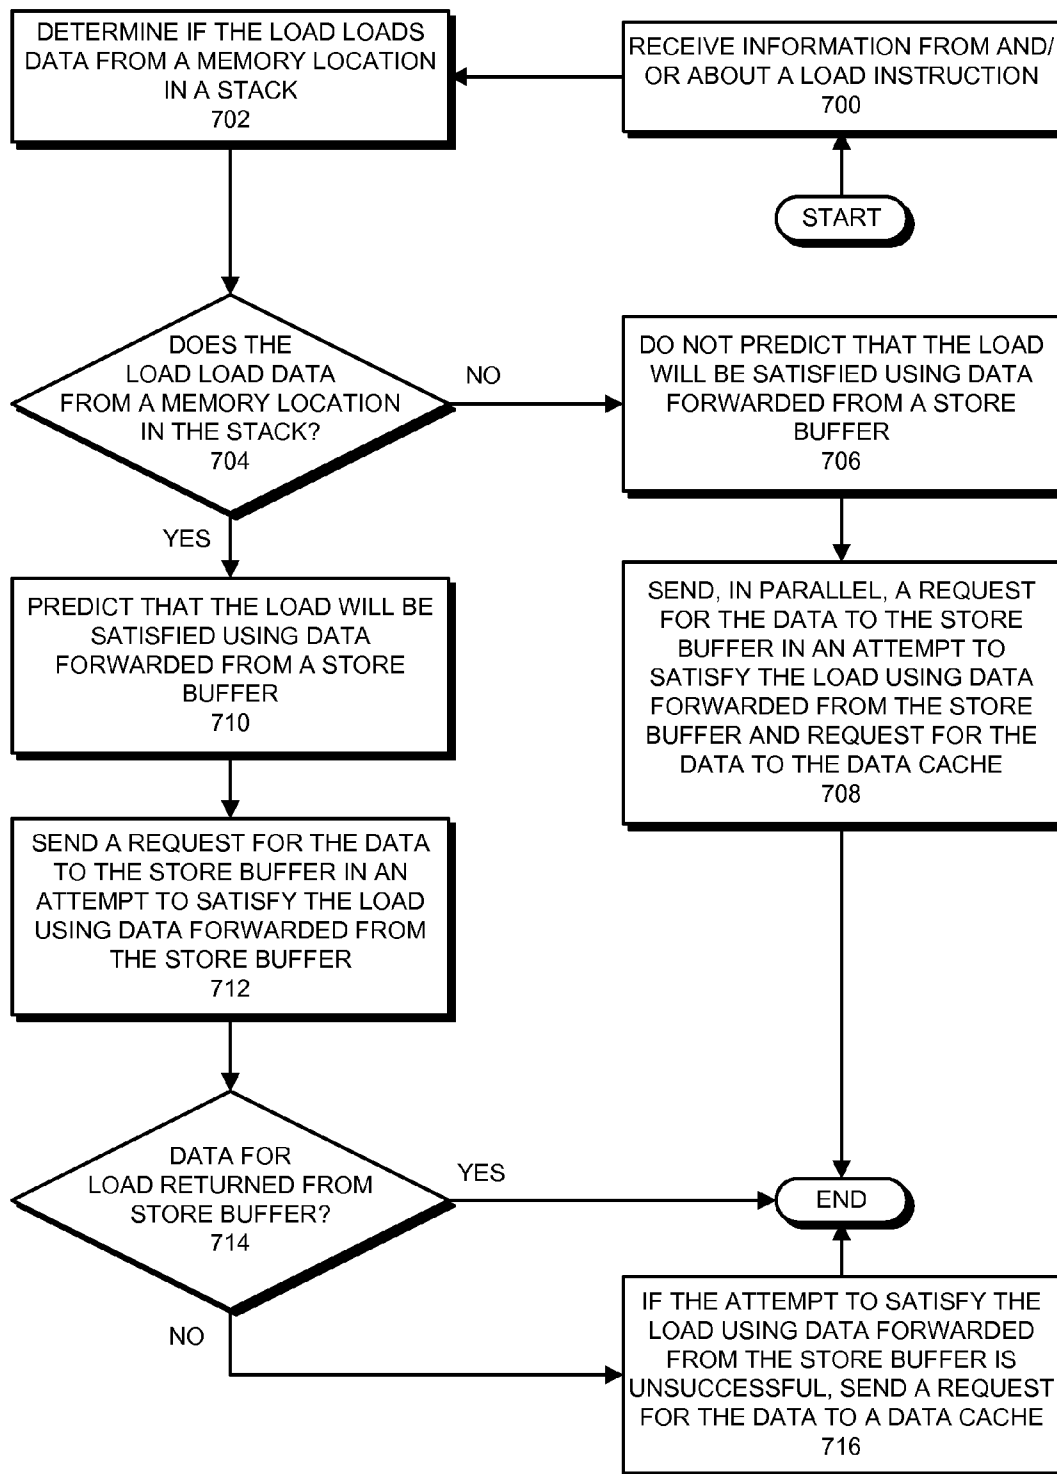 DETERMINE IF THE LOAD LOADS
DATA FROM A MEMORY LOCATION
IN A STACK
702
RECEIVE INFORMATION FROM AND/
OR ABOUT A LOAD INSTRUCTION
700
START
DOES THE
LOAD LOAD DATA
FROM A MEMORY LOCATION
IN THE STACK?
704
NO
DO NOT PREDICT THAT THE LOAD
WILL BE SATISFIED USING DATA
FORWARDED FROM A STORE
BUFFER
706
YES
PREDICT THAT THE LOAD WILL BE
SATISFIED USING DATA
FORWARDED FROM A STORE
BUFFER
710
SEND, IN PARALLEL, A REQUEST
FOR THE DATA TO THE STORE
BUFFER IN AN ATTEMPT TO
SATISFY THE LOAD USING DATA
FORWARDED FROM THE STORE
BUFFER AND REQUEST FOR THE
DATA TO THE DATA CACHE
708
SEND A REQUEST FOR THE DATA
TO THE STORE BUFFER IN AN
ATTEMPT TO SATISFY THE LOAD
USING DATA FORWARDED FROM
THE STORE BUFFER
712
DATA FOR
LOAD RETURNED FROM
STORE BUFFER?
714
YES
END
NO
IF THE ATTEMPT TO SATISFY THE
LOAD USING DATA FORWARDED
FROM THE STORE BUFFER IS
UNSUCCESSFUL, SEND A REQUEST
FOR THE DATA TO A DATA CACHE
716